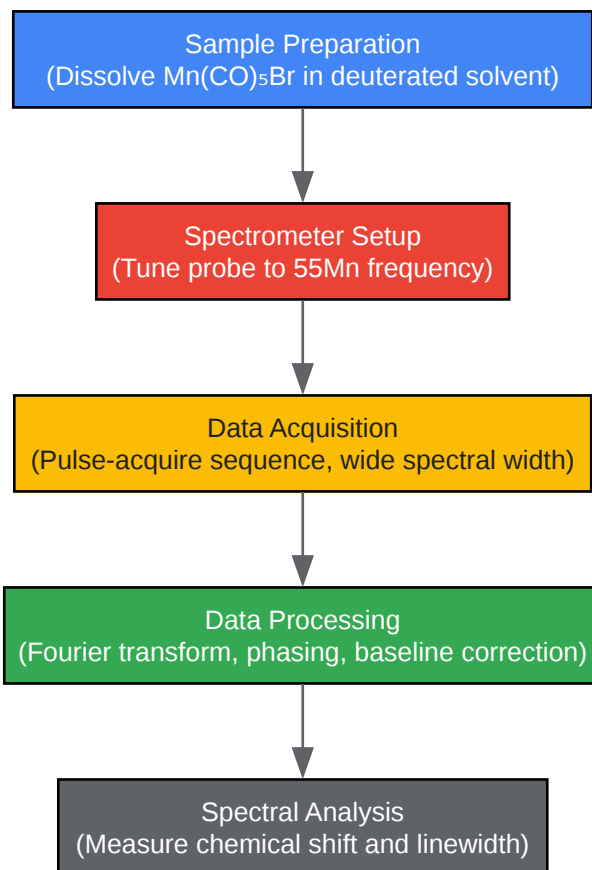 Sample Preparation
(Dissolve Mn(CO)₅Br in deuterated solvent)
Spectrometer Setup
(Tune probe to 55Mn frequency)
Data Acquisition
(Pulse-acquire sequence, wide spectral width)
Data Processing
(Fourier transform, phasing, baseline correction)
Spectral Analysis
(Measure chemical shift and linewidth)